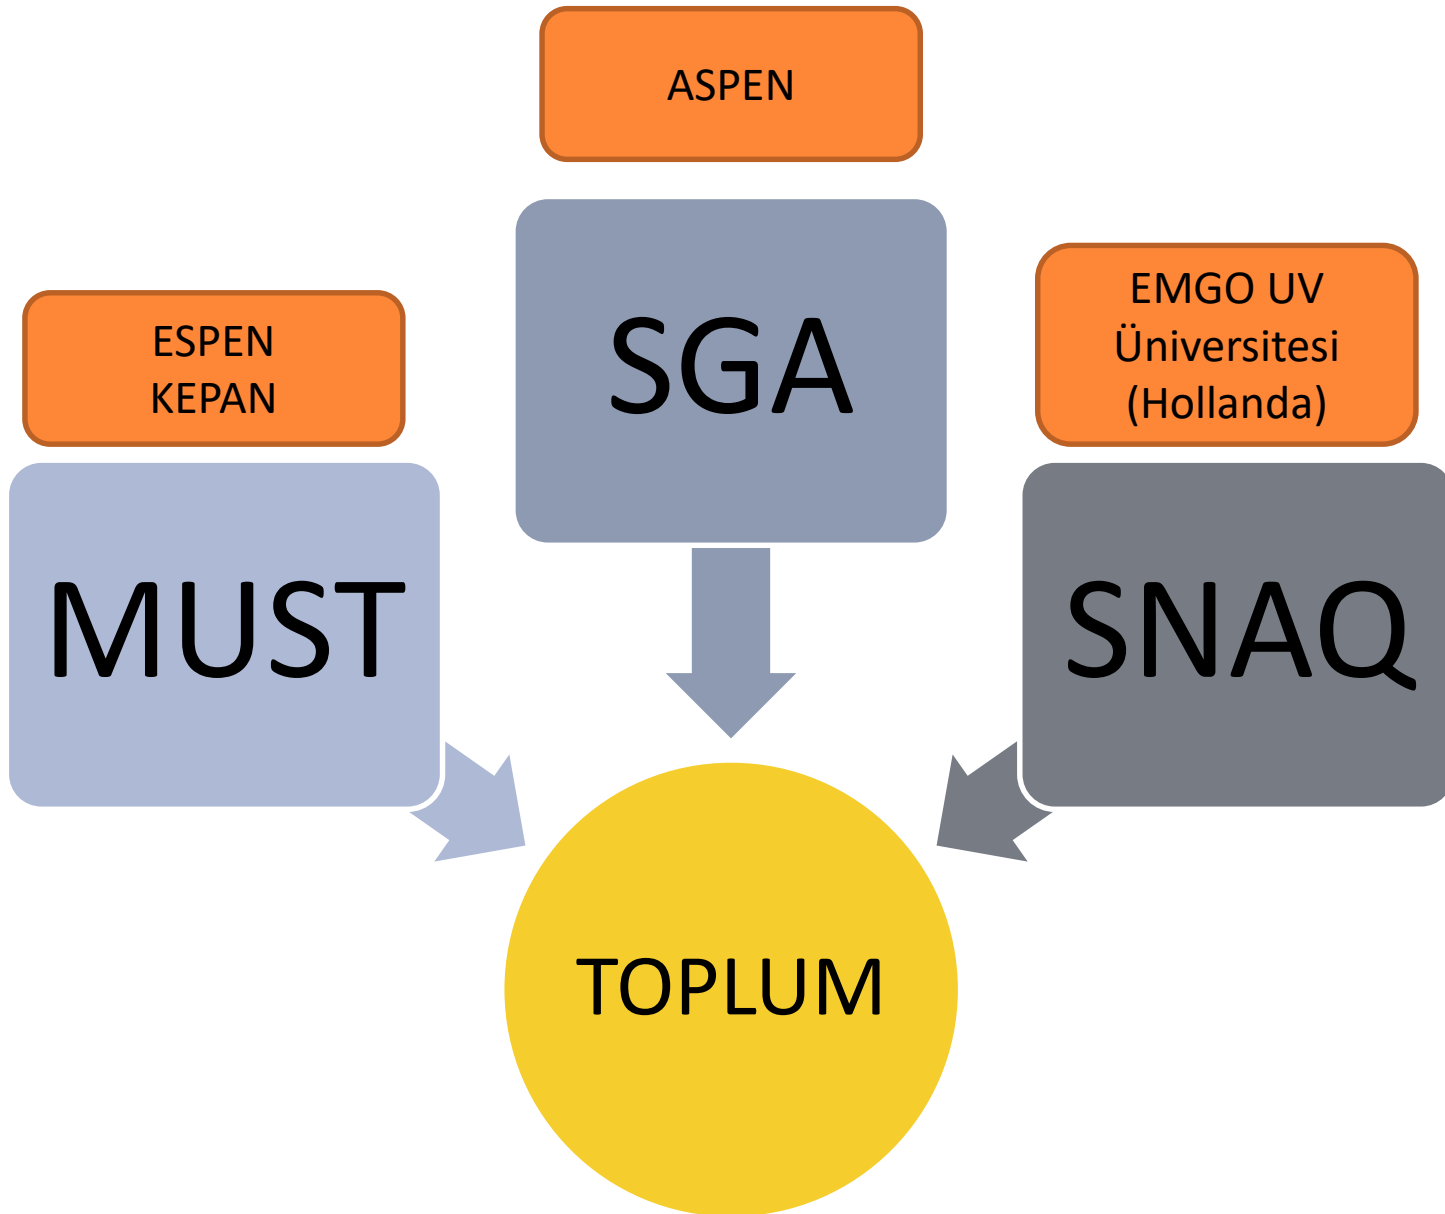 ASPEN
SGA
ESPEN
KEPAN
MUST
EMGO UV
Üniversitesi
(Hollanda)
SNAQ
TOPLUM